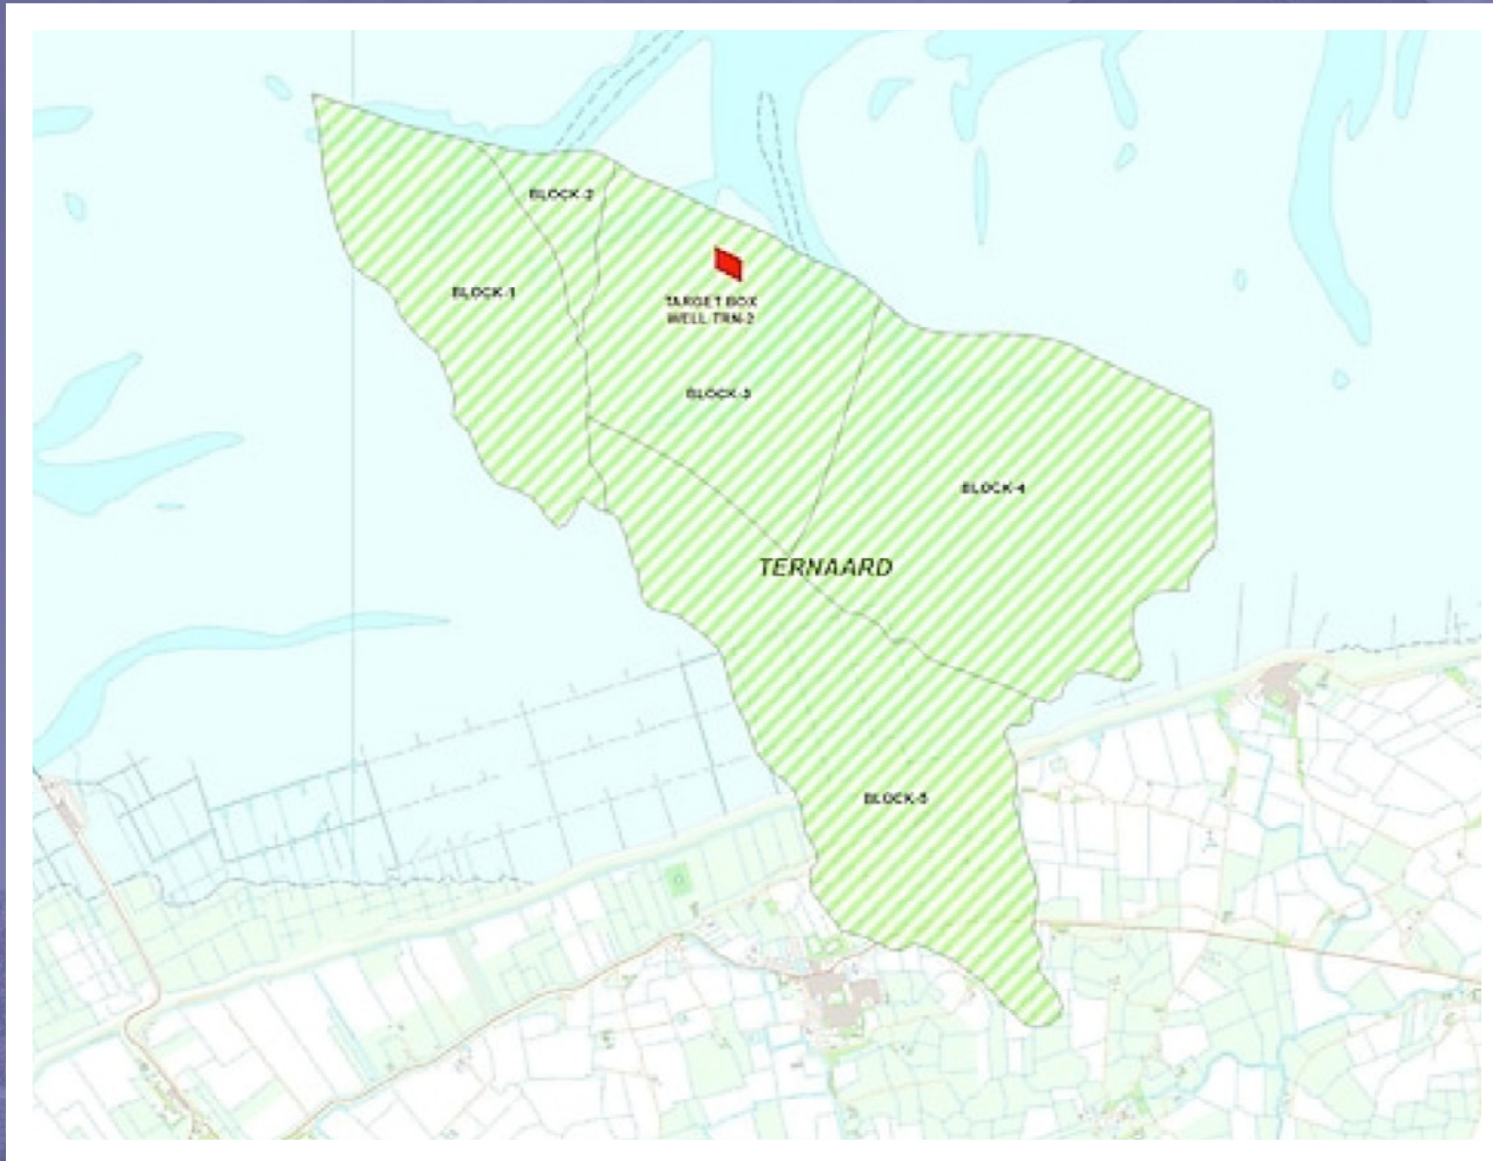 BLOCK-2
BLOCK-1
TARGET BOX
WELL TRN-2
BLOCK-3
BLOCK-4
TERNAARD
BLOCK-5